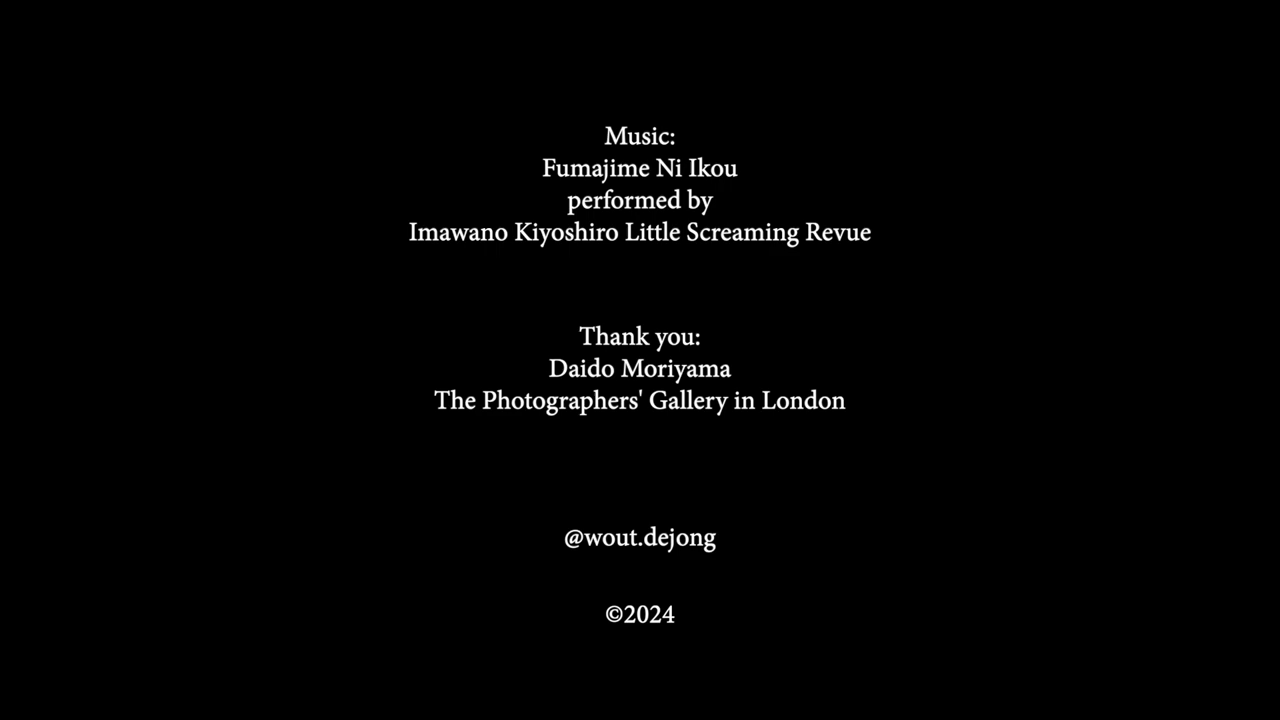 Music:
Fumajime Ni Ikou
performed by
Imawano Kiyoshiro Little Screaming Revue
Thank you:
Daido Moriyama
The Photographers' Gallery in London
@wout.dejong
©2024